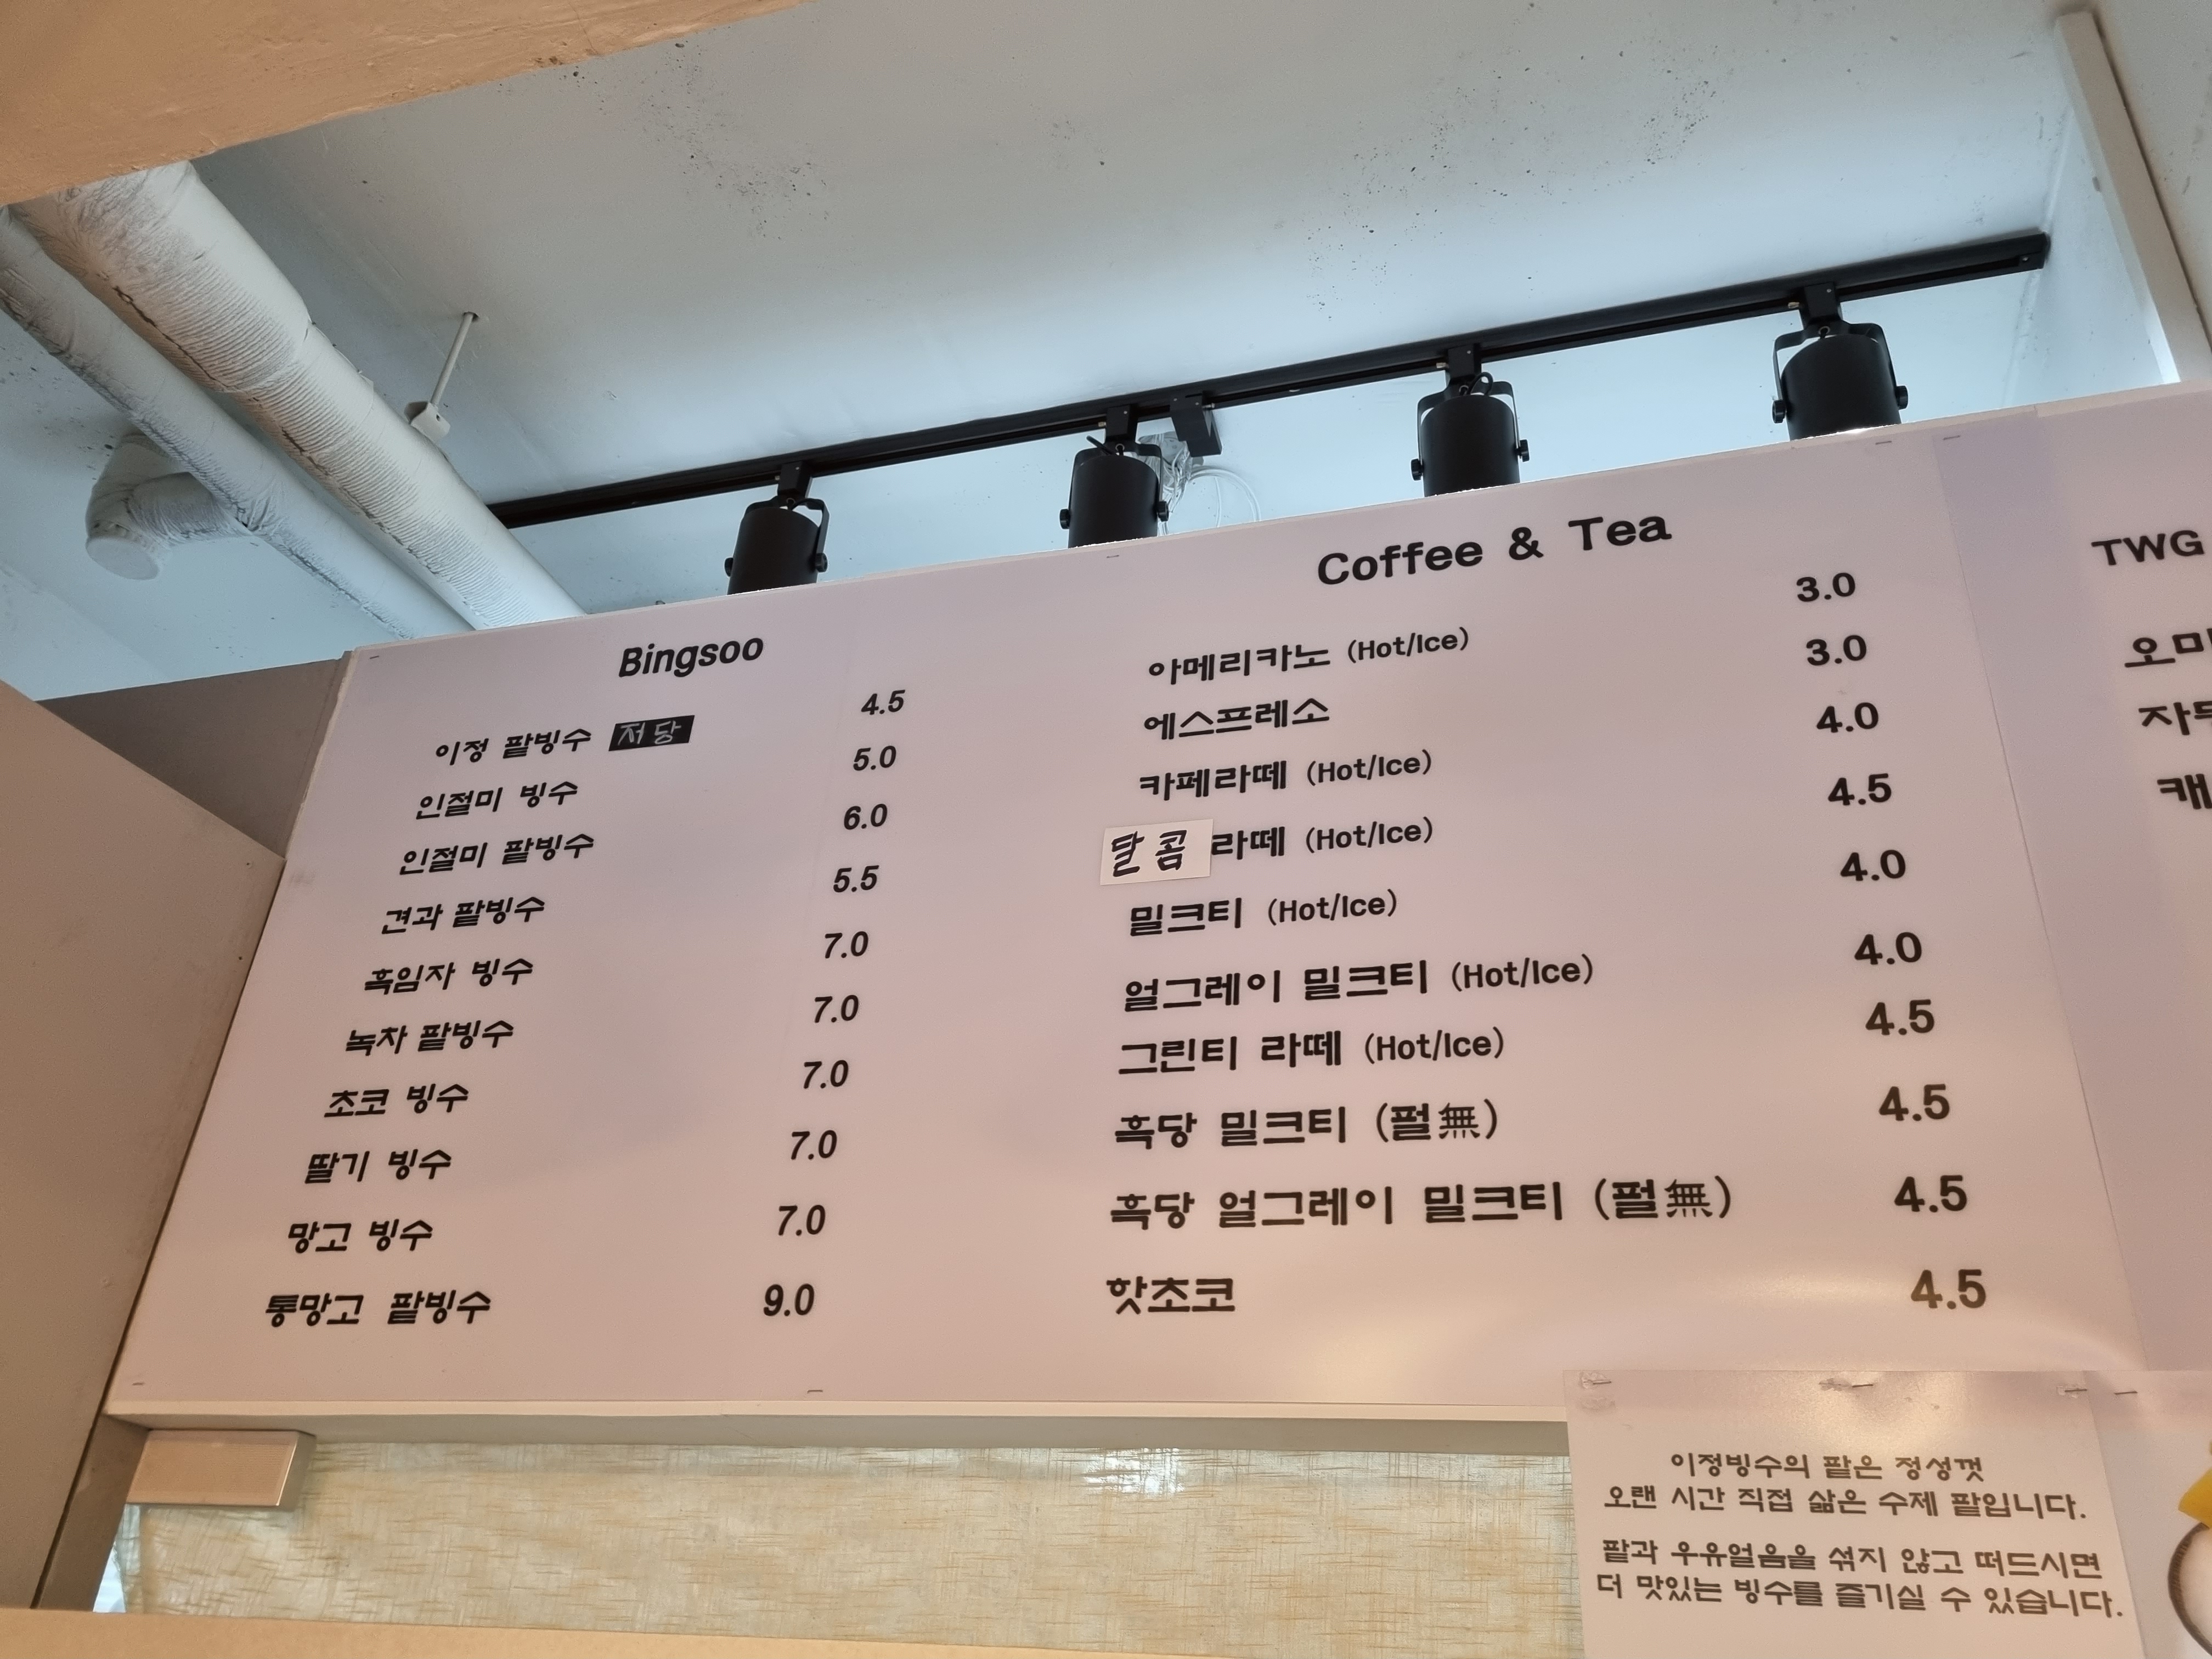 Bingsoo
이정 팥빙수 저당 4.5
인절미 빙수 5.0
인절미 팥빙수 6.0
견과 팥빙수 5.5
흑임자 빙수 7.0
녹차 팥빙수 7.0
초코 빙수 7.0
딸기 빙수 7.0
망고 빙수 7.0
통망고 팥빙수 9.0
Coffee & Tea
아메리카노 (Hot/Ice) 3.0
에스프레소 3.0
카페라떼 (Hot/Ice) 4.0
달콤 라떼 (Hot/Ice) 4.5
밀크티 (Hot/Ice) 4.0
얼그레이 밀크티 (Hot/Ice) 4.0
그린티 라떼 (Hot/Ice) 4.5
흑당 밀크티 (펄無) 4.5
흑당 얼그레이 밀크티 (펄無) 4.5
핫초코 4.5
TWG
이정빙수의 팥은 정성껏
오랜 시간 직접 삶은 수제 팥입니다.
팥과 우유얼음을 섞지 않고 떠드시면
더 맛있는 빙수를 즐기실 수 있습니다.